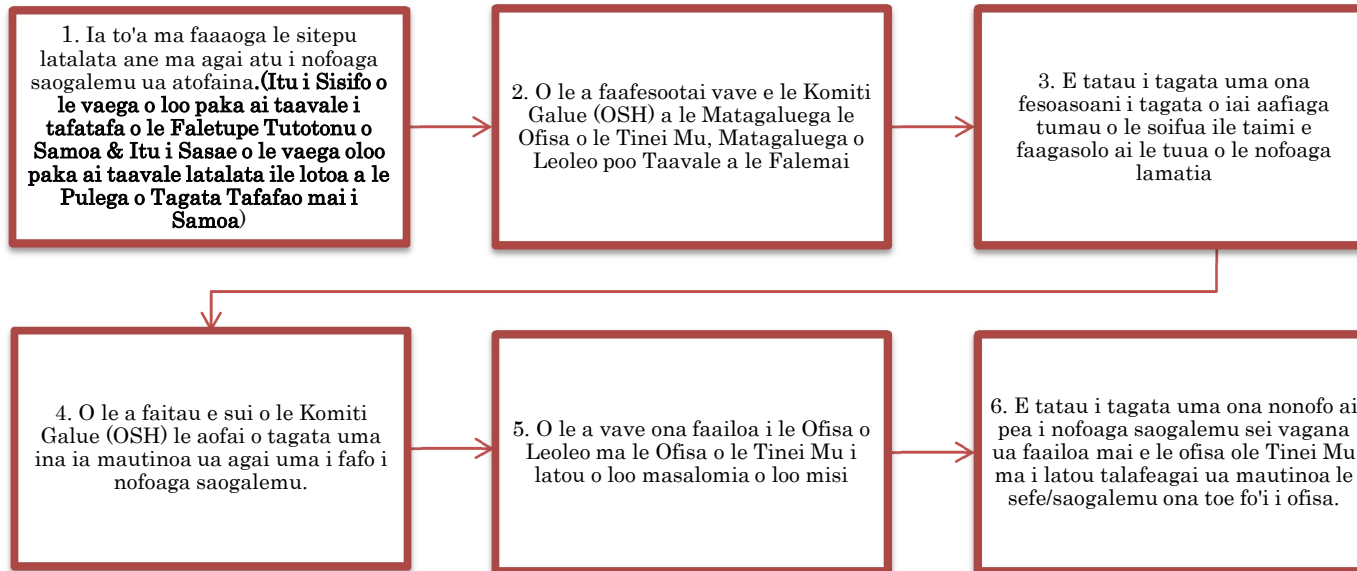 1. Ia to'a ma faaaoga le sitepu
latalata ane ma agai atu i nofoaga
saogalemu ua atofaina.(Itu i Sisifo o
le vaega o loo paka ai taavale i
tafatafa o le Faletupe Tutotonu o
Samoa & Itu i Sasae o le vaega oloo
paka ai taavale latalata ile lotoa a le
Pulega o Tagata Tafafao mai i
Samoa)
2. O le a faafesootai vave e le Komiti
Galue (OSH) a le Matagaluega le
Ofisa o le Tinei Mu, Matagaluega o
Leoleo poo Taavale a le Falemai
3. E tatau i tagata uma ona
fesoasoani i tagata o iai aafiaga
tumau o le soifua ile taimi e
faagasolo ai le tuua o le nofoaga
lamatia
4. O le a faitau e sui o le Komiti
Galue (OSH) le aofai o tagata uma
ina ia mautinoa ua agai uma i fafo i
nofoaga saogalemu.
5. O le a vave ona faailoa i le Ofisa o
Leoleo ma le Ofisa o le Tinei Mu i
latou o loo masalomia o loo misi
6. E tatau i tagata uma ona nonofo ai
pea i nofoaga saogalemu sei vagana
ua faailoa mai e le ofisa ole Tinei Mu
ma i latou talafeagai ua mautinoa le
sefe/saogalemu ona toe fo'i i ofisa.